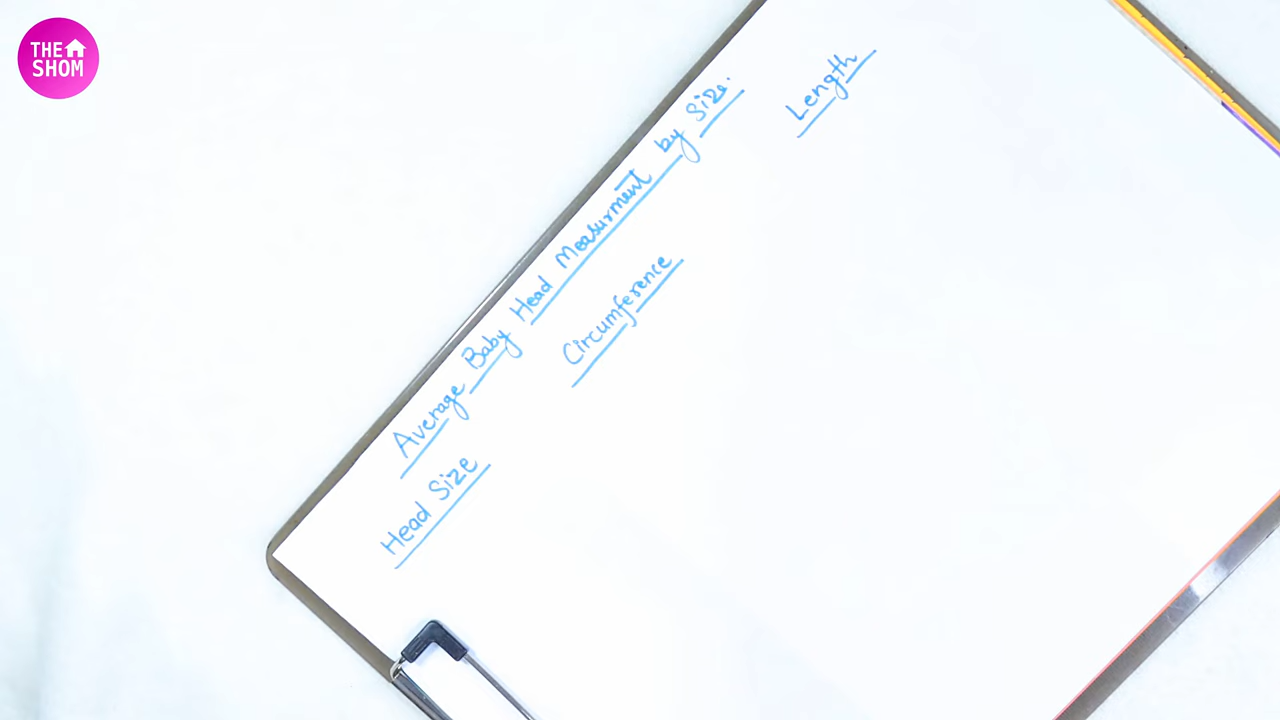 THE
SHOM
Average Baby Head Measurment by Size.
Head Size Circumference Length